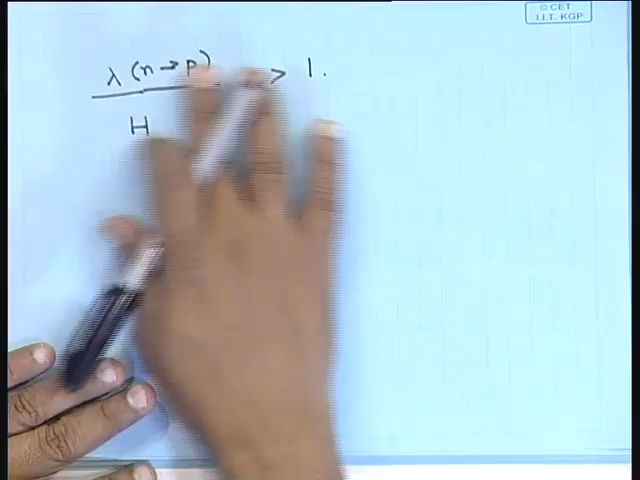 © CET
I.I.T. KGP
λ (n → p) > 1.
H